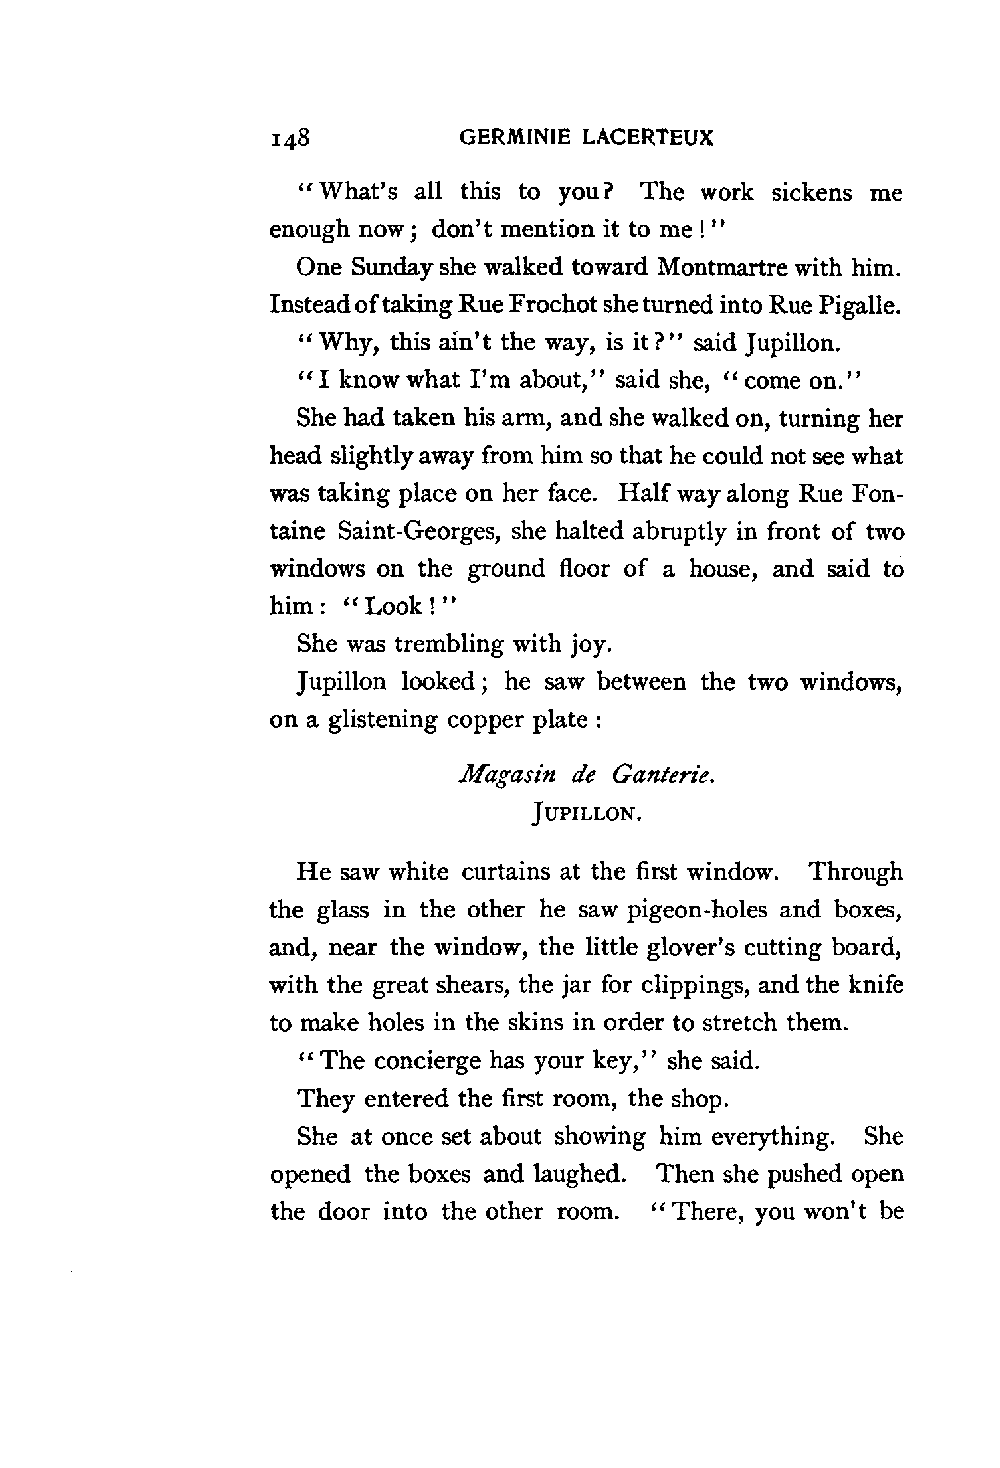 148 GERMINIE LACERTEUX
"What's all this to you? The work sickens me
enough now; don't mention it to me!"
One Sunday she walked toward Montmartre with him.
Instead of taking Rue Frochot she turned into Rue Pigalle.
"Why, this ain't the way, is it?" said Jupillon.
"I know what I'm about," said she, "come on."
She had taken his arm, and she walked on, turning her
head slightly away from him so that he could not see what
was taking place on her face. Half way along Rue Fon-
taine Saint-Georges, she halted abruptly in front of two
windows on the ground floor of a house, and said to
him: "Look!"
She was trembling with joy.
Jupillon looked; he saw between the two windows,
on a glistening copper plate:
Magasin de Ganterie.
JUPILLON.
He saw white curtains at the first window. Through
the glass in the other he saw pigeon-holes and boxes,
and, near the window, the little glover's cutting board,
with the great shears, the jar for clippings, and the knife
to make holes in the skins in order to stretch them.
"The concierge has your key," she said.
They entered the first room, the shop.
She at once set about showing him everything. She
opened the boxes and laughed. Then she pushed open
the door into the other room. "There, you won't be